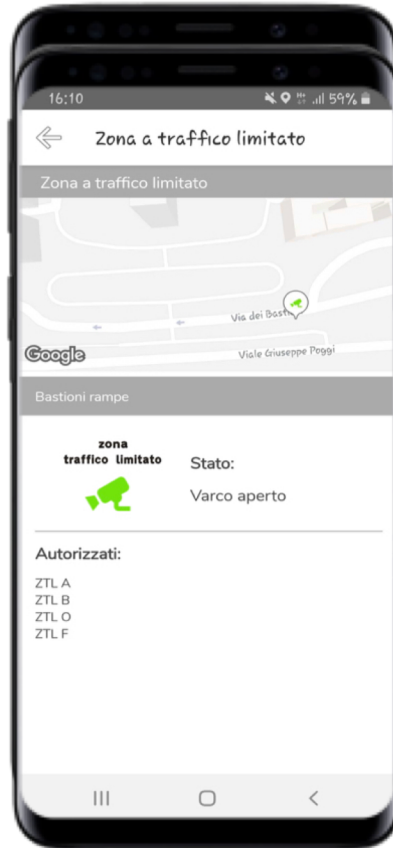 16:10
59%
Zona a traffico limitato
Zona a traffico limitato
Via dei Basti
Google
Viale Giuseppe Poggi
Bastioni rampe
zona
traffico limitato
Stato:
Varco aperto
Autorizzati:
ZTL A
ZTL B
ZTL O
ZTL F